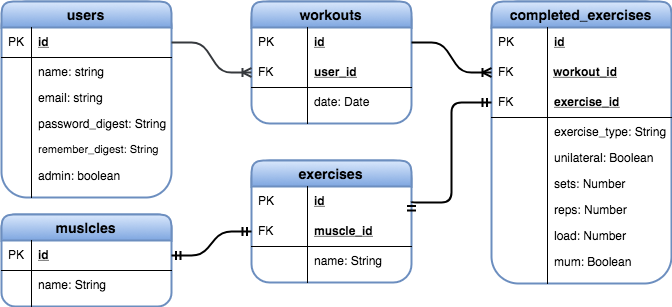 users
PK id
name: string
email: string
password_digest: String
remember_digest: String
admin: boolean
workouts
PK id
FK user_id
date: Date
completed_exercises
PK id
FK workout_id
FK exercise_id
exercise_type: String
unilateral: Boolean
sets: Number
reps: Number
load: Number
mum: Boolean
muslcles
PK id
name: String
exercises
PK id
FK muscle_id
name: String